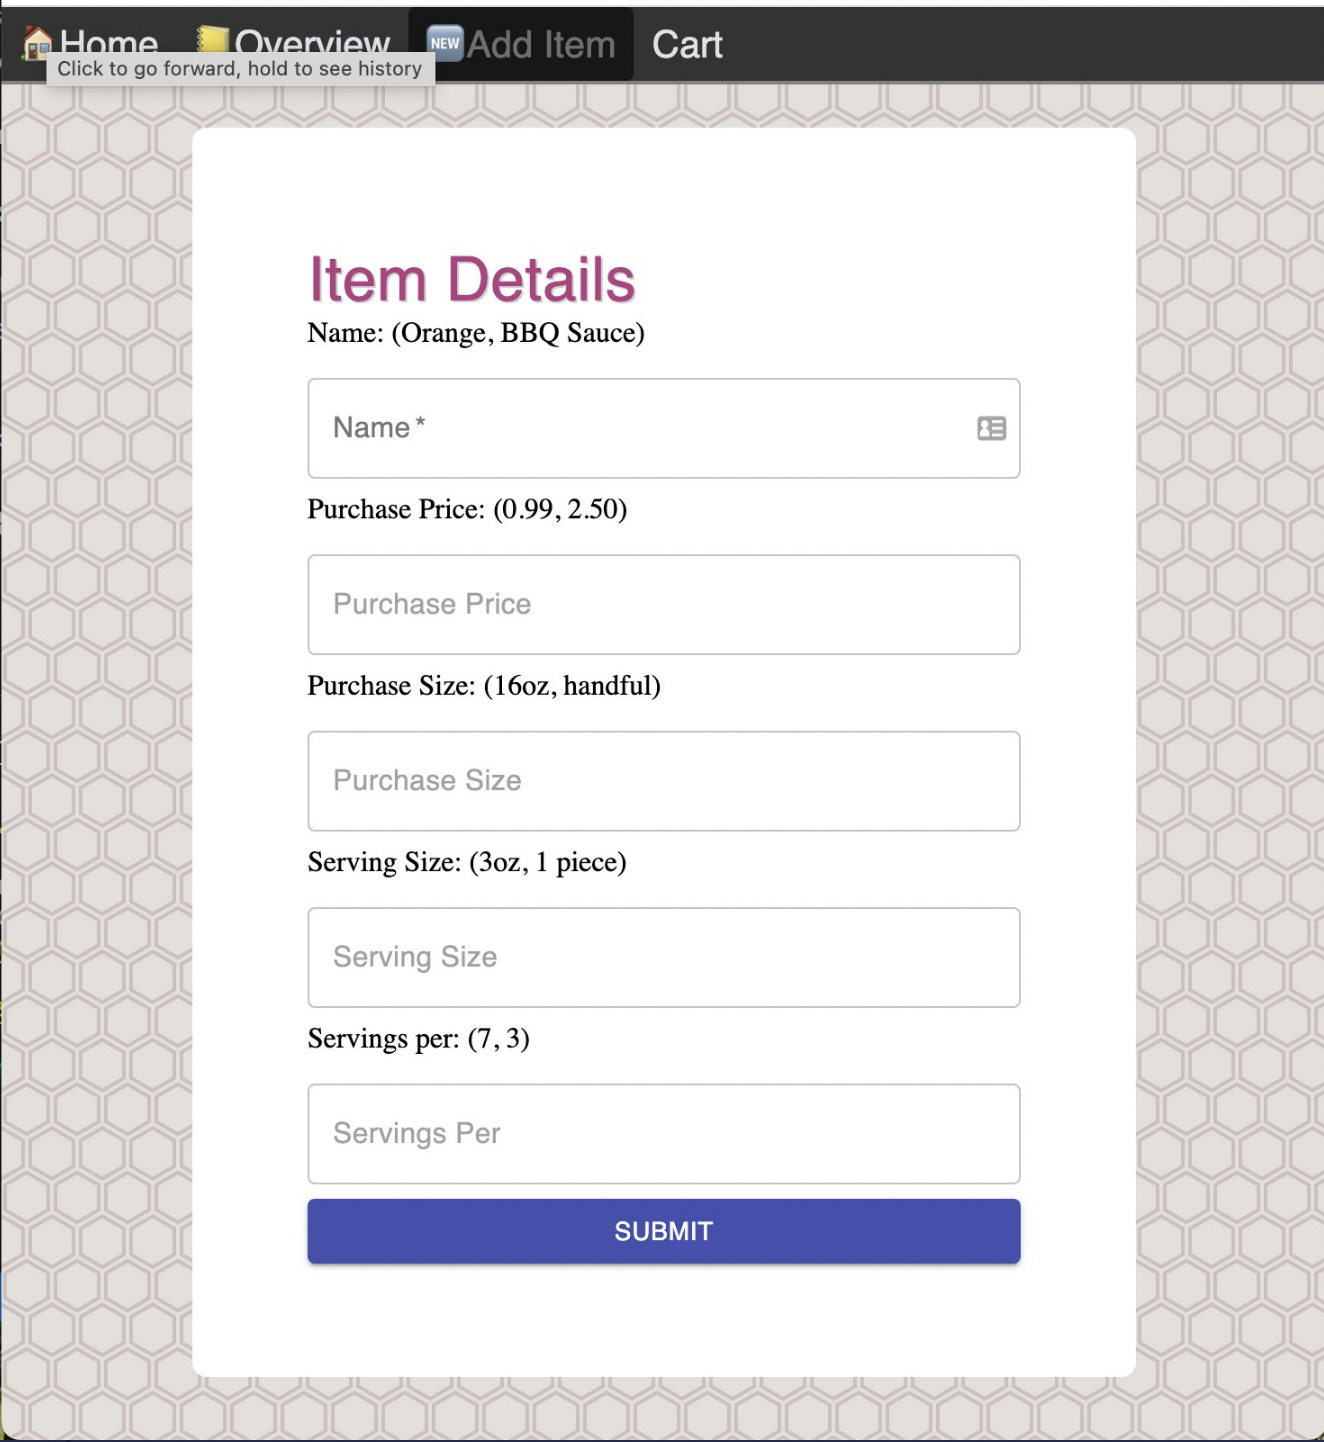 🏠Home 📒Overview 🆕Add Item Cart
Click to go forward, hold to see history
Item Details
Name: (Orange, BBQ Sauce)
Name *
Purchase Price: (0.99, 2.50)
Purchase Price
Purchase Size: (16oz, handful)
Purchase Size
Serving Size: (3oz, 1 piece)
Serving Size
Servings per: (7, 3)
Servings Per
SUBMIT